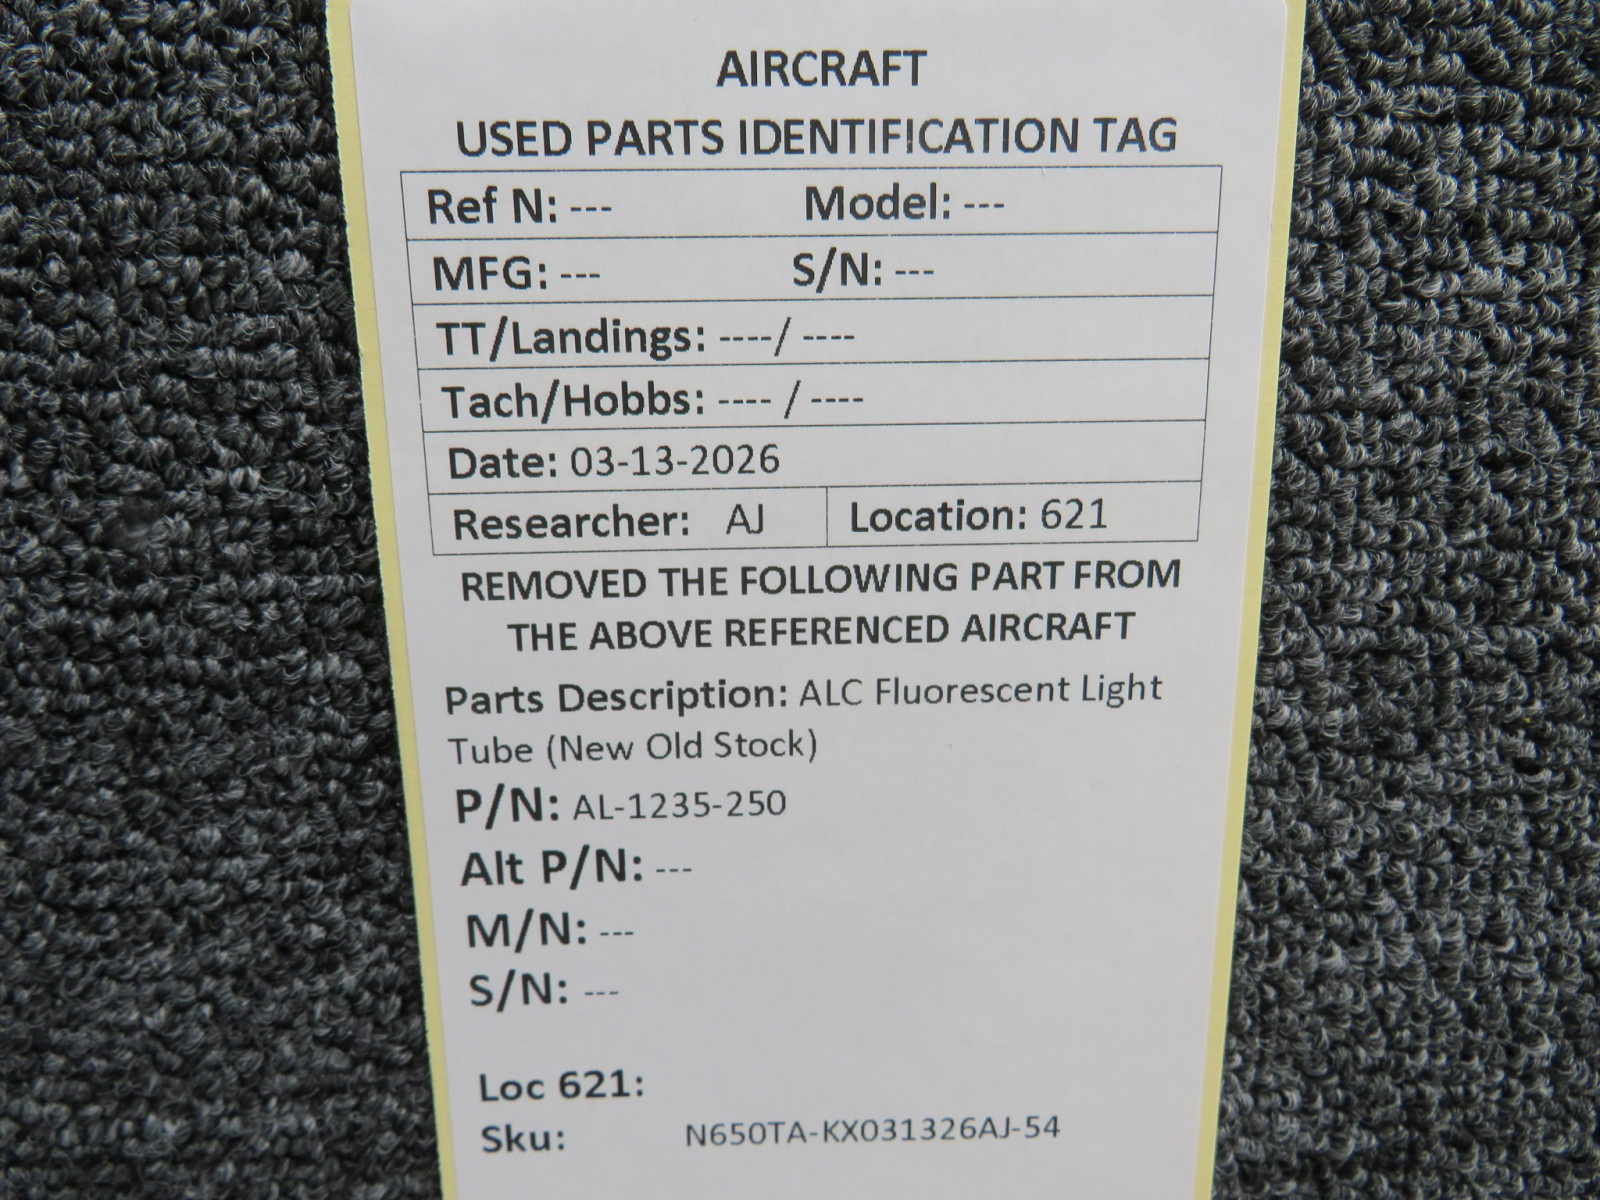 AIRCRAFT
USED PARTS IDENTIFICATION TAG
Ref N: --- Model: ---
MFG: --- S/N: ---
TT/Landings: ----/ ----
Tach/Hobbs: ---- / ----
Date: 03-13-2026
Researcher: AJ Location: 621
REMOVED THE FOLLOWING PART FROM
THE ABOVE REFERENCED AIRCRAFT
Parts Description: ALC Fluorescent Light
Tube (New Old Stock)
P/N: AL-1235-250
Alt P/N: ---
M/N: ---
S/N: ---
Loc 621:
Sku: N650TA-KX031326AJ-54